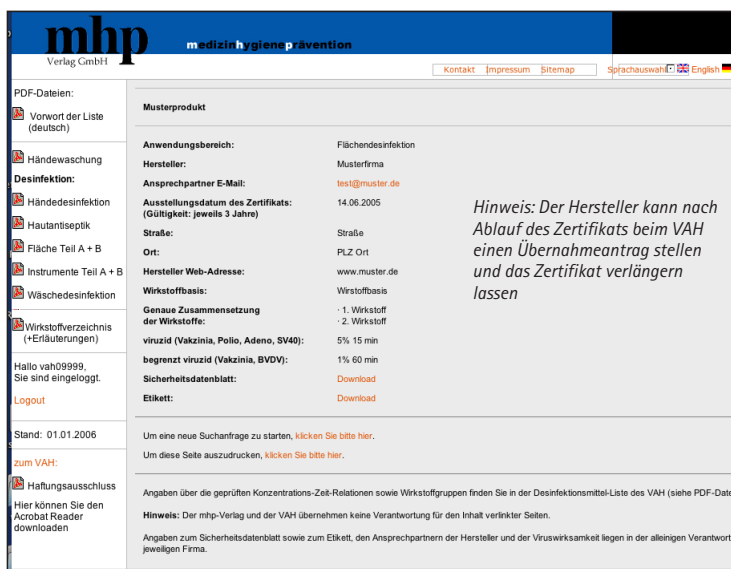 mhp
Verlag GmbH
medizinhygieneprävention
Kontakt Impressum Sitemap Sprachauswahl English
PDF-Dateien:
Vorwort der Liste
(deutsch)
Händewaschung
Desinfektion:
Händedesinfektion
Hautantiseptik
Fläche Teil A + B
Instrumente Teil A + B
Wäschedesinfektion
Wirkstoffverzeichnis
(+Erläuterungen)
Hallo vah09999,
Sie sind eingeloggt.
Logout
Stand: 01.01.2006
zum VAH:
Haftungsausschluss
Hier können Sie den
Acrobat Reader
downloaden
Musterprodukt
Anwendungsbereich: Flächendesinfektion
Hersteller: Musterfirma
Ansprechpartner E-Mail: test@muster.de
Ausstellungsdatum des Zertifikats: 14.06.2005
(Gültigkeit: jeweils 3 Jahre)
Straße: Straße
Ort: PLZ Ort
Hersteller Web-Adresse: www.muster.de
Wirkstoffbasis: Wirstoffbasis
Genaue Zusammensetzung · 1. Wirkstoff
der Wirkstoffe: · 2. Wirkstoff
viruzid (Vakzinia, Polio, Adeno, SV40): 5% 15 min
begrenzt viruzid (Vakzinia, BVDV): 1% 60 min
Sicherheitsdatenblatt: Download
Etikett: Download
Hinweis: Der Hersteller kann nach
Ablauf des Zertifikats beim VAH
einen Übernahmeantrag stellen
und das Zertifikat verlängern
lassen
Um eine neue Suchanfrage zu starten, klicken Sie bitte hier.
Um diese Seite auszudrucken, klicken Sie bitte hier.
Angaben über die geprüften Konzentrations-Zeit-Relationen sowie Wirkstoffgruppen finden Sie in der Desinfektionsmittel-Liste des VAH (siehe PDF-Date
Hinweis: Der mhp-Verlag und der VAH übernehmen keine Verantwortung für den Inhalt verlinkter Seiten.
Angaben zum Sicherheitsdatenblatt sowie zum Etikett, den Ansprechpartnern der Hersteller und der Viruswirksamkeit liegen in der alleinigen Verantwort
jeweiligen Firma.